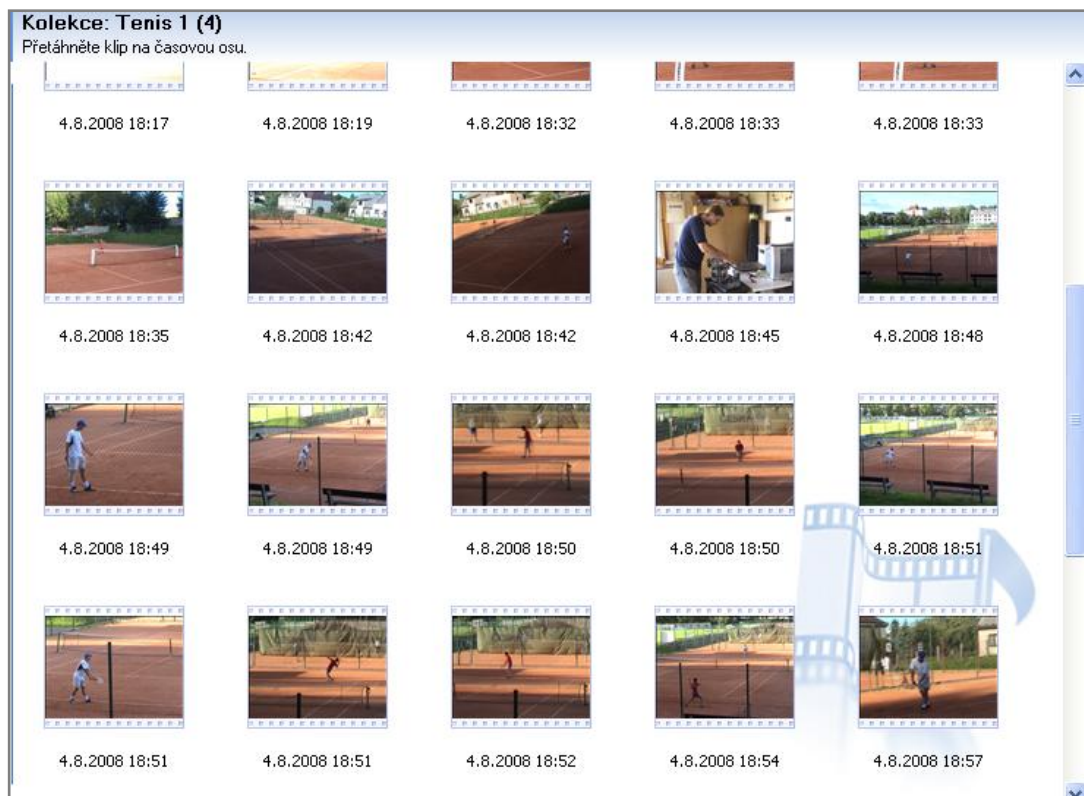 Kolekce: Tenis 1 (4)
Přetáhněte klip na časovou osu.
4.8.2008 18:17 4.8.2008 18:19 4.8.2008 18:32 4.8.2008 18:33 4.8.2008 18:33
4.8.2008 18:35 4.8.2008 18:42 4.8.2008 18:42 4.8.2008 18:45 4.8.2008 18:48
4.8.2008 18:49 4.8.2008 18:49 4.8.2008 18:50 4.8.2008 18:50 4.8.2008 18:51
4.8.2008 18:51 4.8.2008 18:51 4.8.2008 18:52 4.8.2008 18:54 4.8.2008 18:57